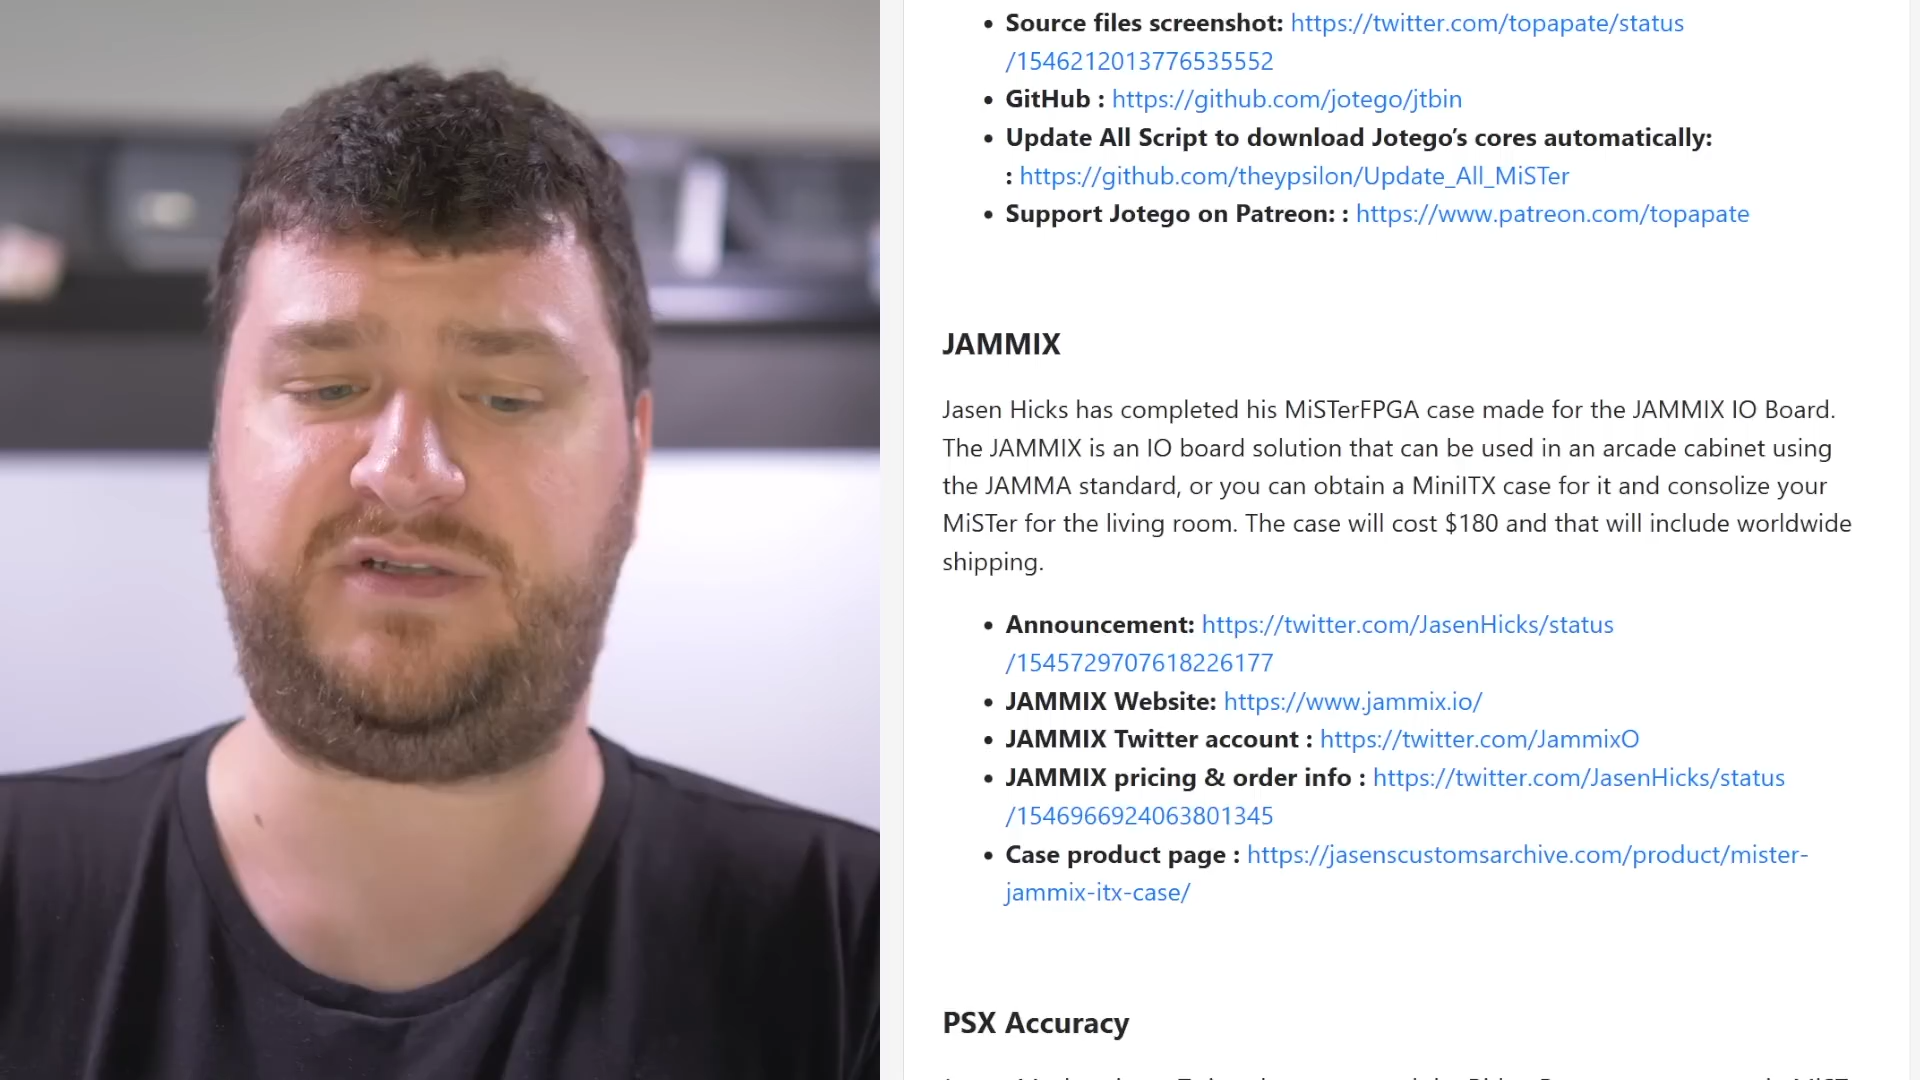 • Source files screenshot: https://twitter.com/topapate/status
/1546212013776535552
• GitHub : https://github.com/jotego/jtbin
• Update All Script to download Jotego’s cores automatically:
: https://github.com/theypsilon/Update_All_MiSTer
• Support Jotego on Patreon: : https://www.patreon.com/topapate
JAMMIX
Jasen Hicks has completed his MiSTerFPGA case made for the JAMMIX IO Board.
The JAMMIX is an IO board solution that can be used in an arcade cabinet using
the JAMMA standard, or you can obtain a MiniITX case for it and consolize your
MiSTer for the living room. The case will cost $180 and that will include worldwide
shipping.
• Announcement: https://twitter.com/JasenHicks/status
/1545729707618226177
• JAMMIX Website: https://www.jammix.io/
• JAMMIX Twitter account : https://twitter.com/JammixO
• JAMMIX pricing & order info : https://twitter.com/JasenHicks/status
/1546966924063801345
• Case product page : https://jasenscustomsarchive.com/product/mister-
jammix-itx-case/
PSX Accuracy